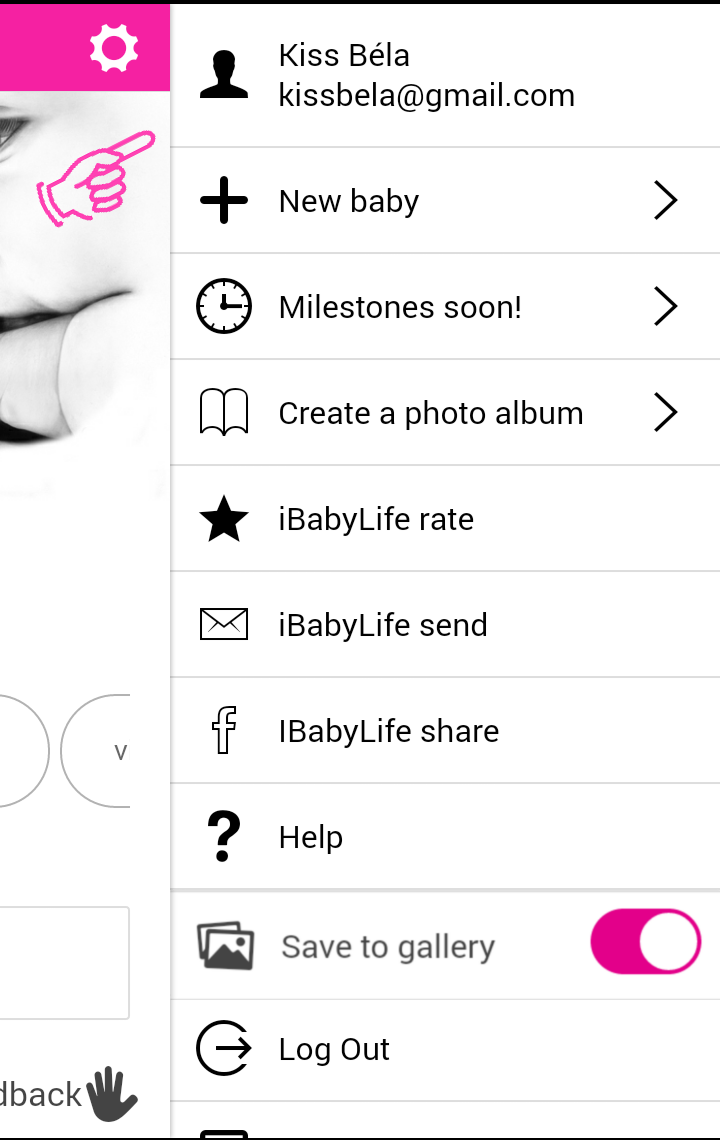 Kiss Béla
kissbela@gmail.com
New baby
Milestones soon!
Create a photo album
iBabyLife rate
iBabyLife send
IBabyLife share
v
Help
Save to gallery
Log Out
dback